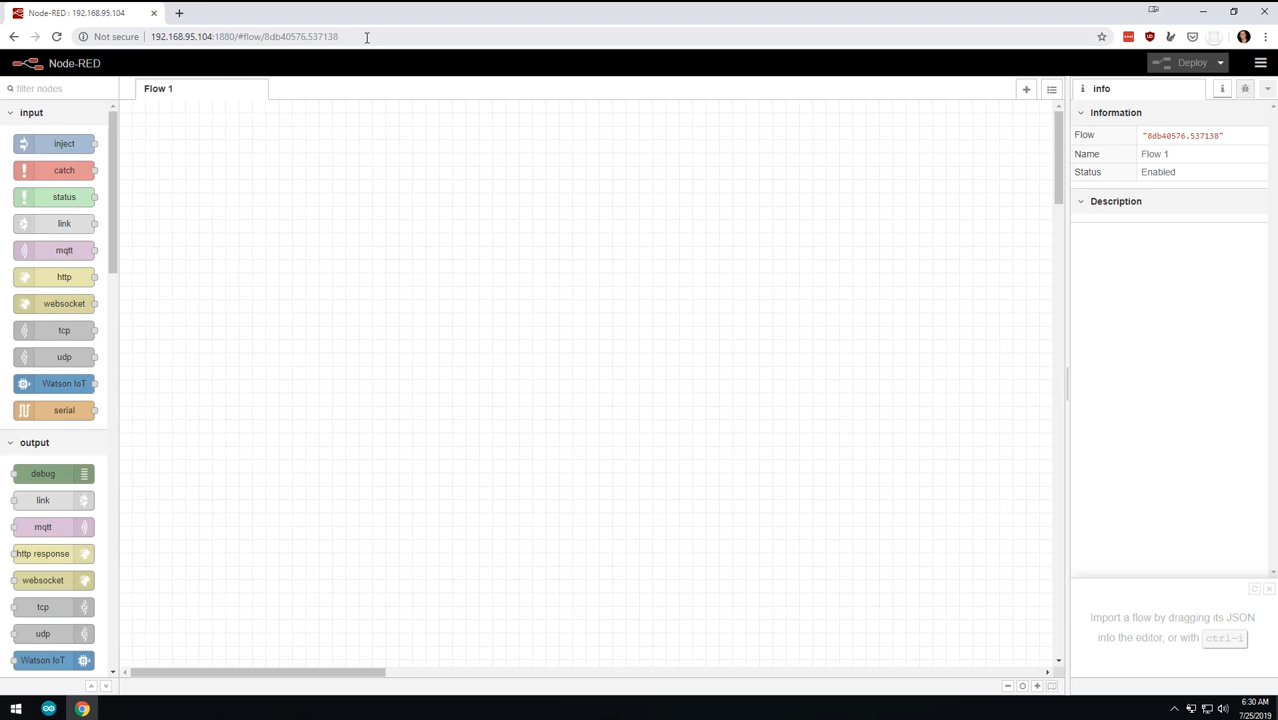 Node-RED : 192.168.95.104
Not secure 192.168.95.104:1880/#flow/8db40576.537138
Node-RED
Deploy
filter nodes
Flow 1
info
input
inject
catch
status
link
mqtt
http
websocket
tcp
udp
Watson IoT
serial
output
debug
link
mqtt
http response
websocket
tcp
udp
Watson IoT
Information
Flow "8db40576.537138"
Name Flow 1
Status Enabled
Description
Import a flow by dragging its JSON
into the editor, or with ctrl-i
6:30 AM
7/25/2019